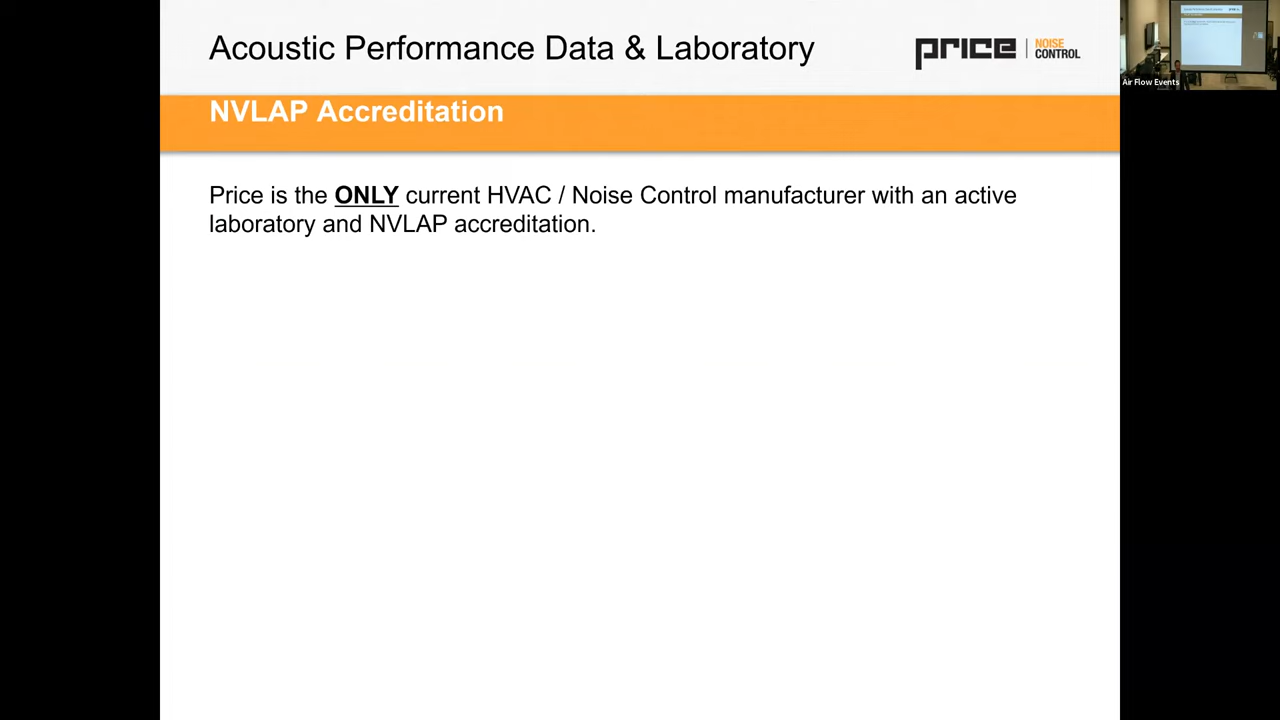 Acoustic Performance Data & Laboratory
price | NOISE CONTROL
NVLAP Accreditation
Price is the ONLY current HVAC / Noise Control manufacturer with an active
laboratory and NVLAP accreditation.
Air Flow Events